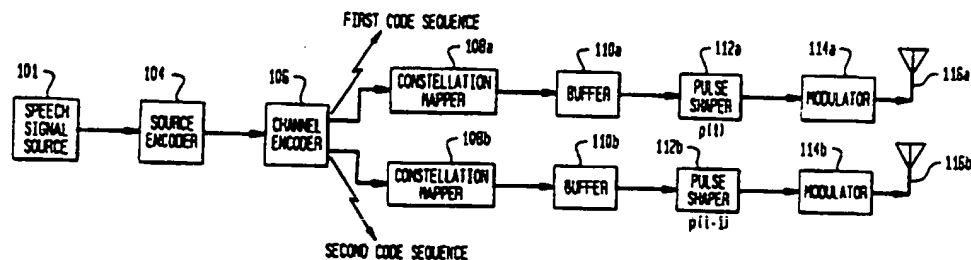 FIRST CODE SEQUENCE
101
SPEECH
SIGNAL
SOURCE
104
SOURCE
ENCODER
106
CHANNEL
ENCODER
108a
CONSTELLATION
MAPPER
110a
BUFFER
112a
PULSE
SHAPER
p(t)
114a
MODULATOR
116a
108b
CONSTELLATION
MAPPER
110b
BUFFER
112b
PULSE
SHAPER
114b
MODULATOR
116b
SECOND CODE SEQUENCE